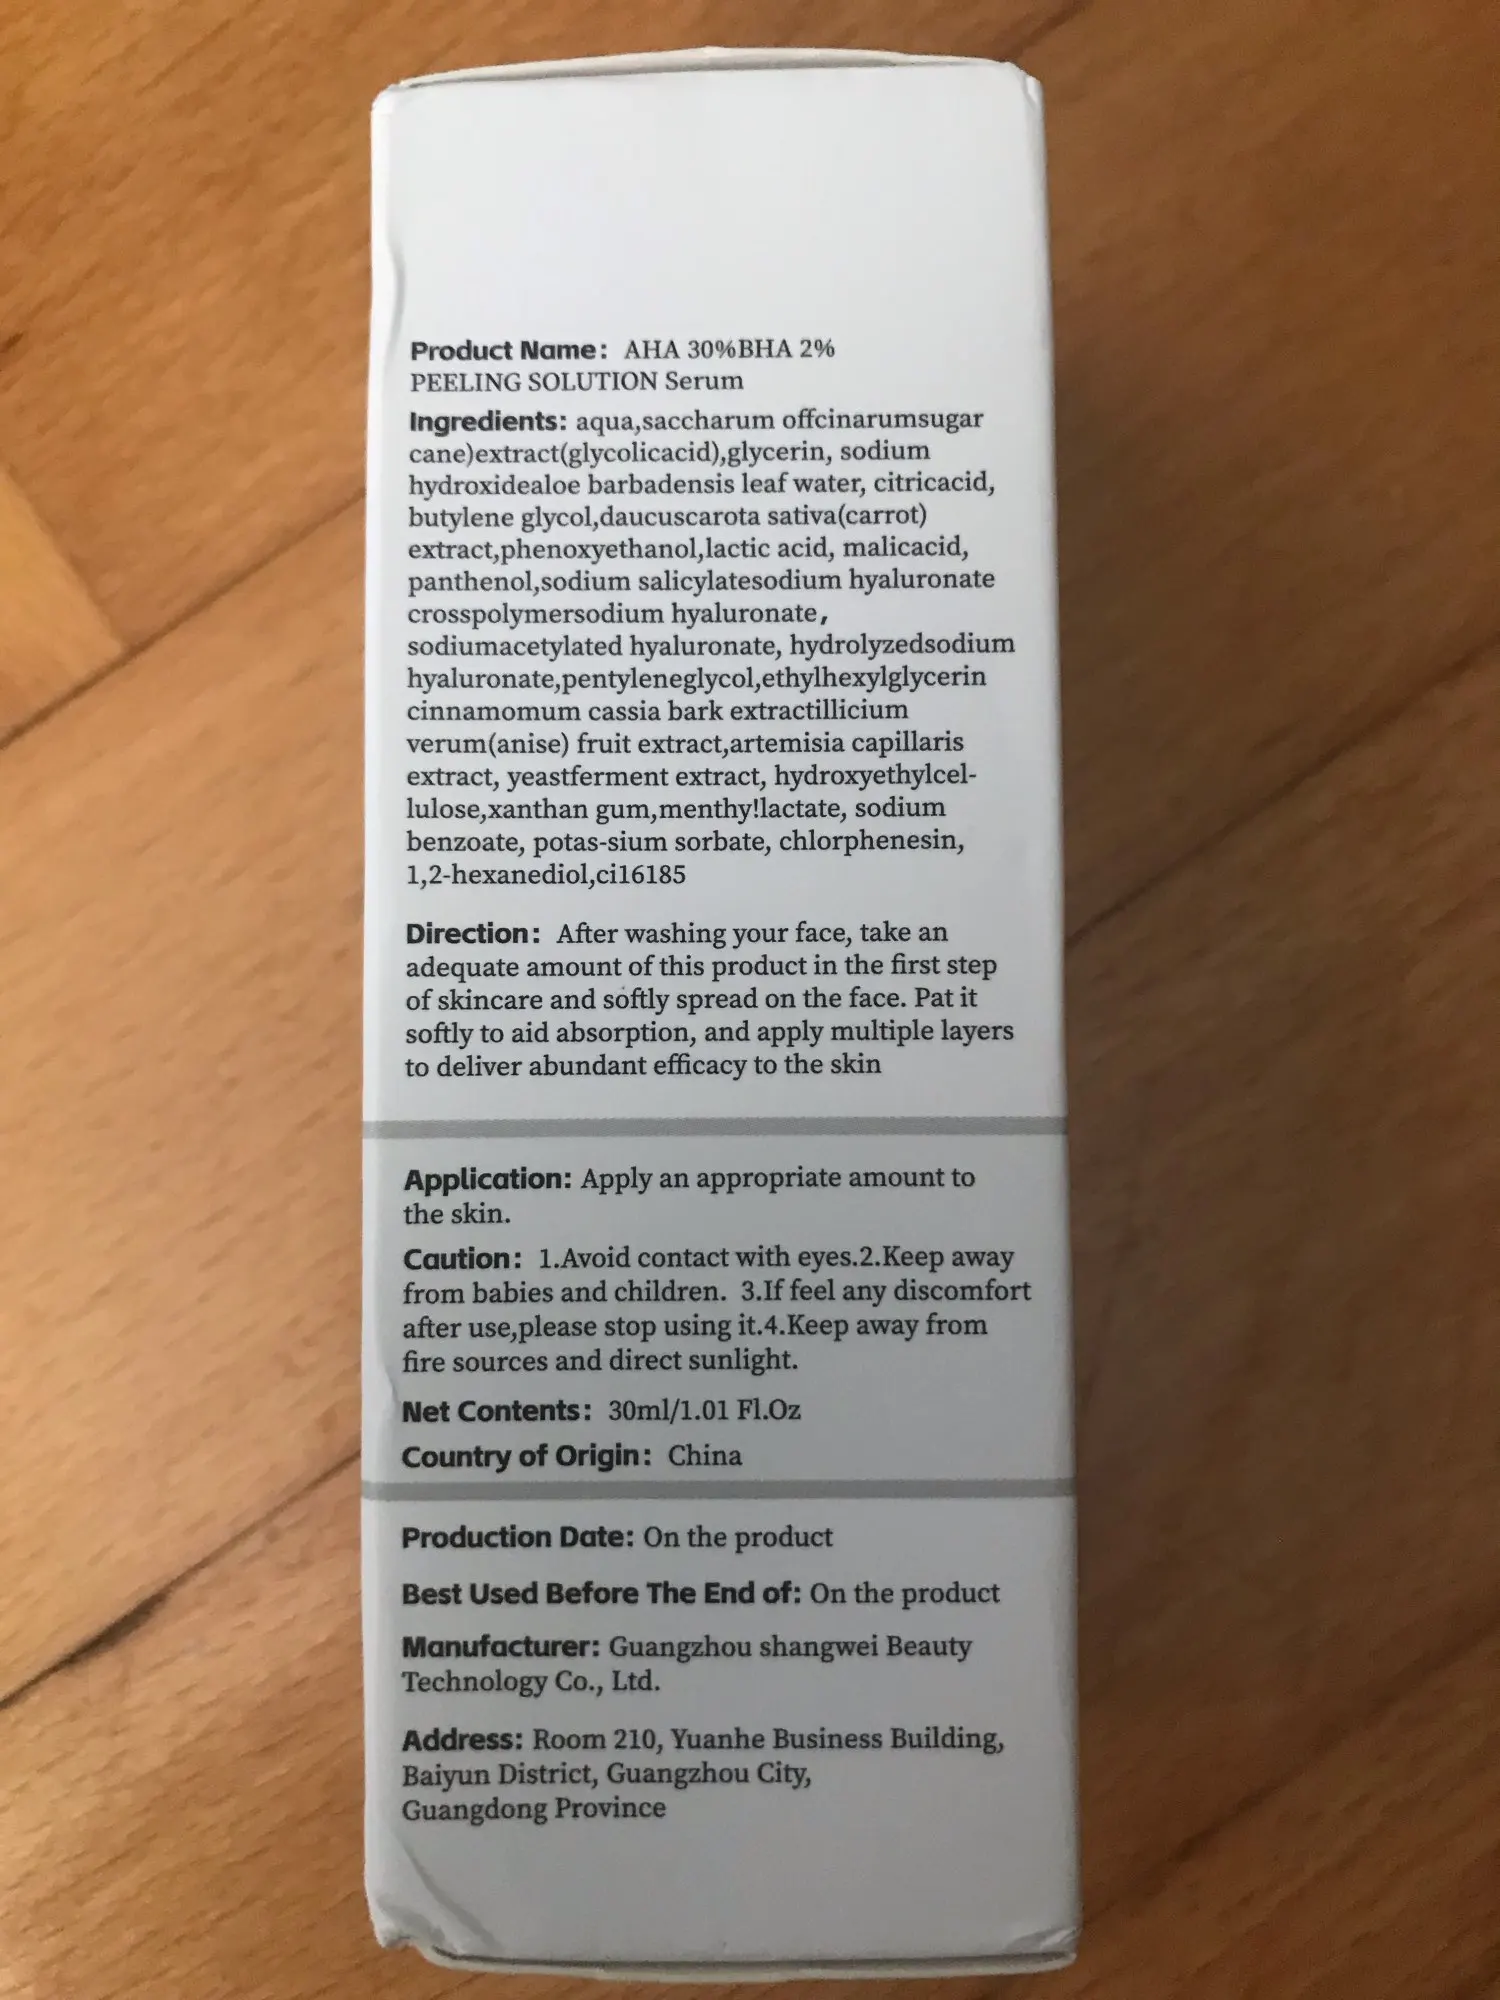 Product Name: AHA 30%BHA 2%
PEELING SOLUTION Serum
Ingredients: aqua,saccharum offcinarumsugar
cane)extract(glycolicacid),glycerin, sodium
hydroxidealoe barbadensis leaf water, citricacid,
butylene glycol,daucuscarota sativa(carrot)
extract,phenoxyethanol,lactic acid, malicacid,
panthenol,sodium salicylatesodium hyaluronate
crosspolymersodium hyaluronate,
sodiumacetylated hyaluronate, hydrolyzedsodium
hyaluronate,pentyleneglycol,ethylhexylglycerin
cinnamomum cassia bark extractillicium
verum(anise) fruit extract,artemisia capillaris
extract, yeastferment extract, hydroxyethylcel-
lulose,xanthan gum,menthy!lactate, sodium
benzoate, potas-sium sorbate, chlorphenesin,
1,2-hexanediol,ci16185
Direction: After washing your face, take an
adequate amount of this product in the first step
of skincare and softly spread on the face. Pat it
softly to aid absorption, and apply multiple layers
to deliver abundant efficacy to the skin
Application: Apply an appropriate amount to
the skin.
Caution: 1.Avoid contact with eyes.2.Keep away
from babies and children. 3.If feel any discomfort
after use,please stop using it.4.Keep away from
fire sources and direct sunlight.
Net Contents: 30ml/1.01 Fl.Oz
Country of Origin: China
Production Date: On the product
Best Used Before The End of: On the product
Manufacturer: Guangzhou shangwei Beauty
Technology Co., Ltd.
Address: Room 210, Yuanhe Business Building,
Baiyun District, Guangzhou City,
Guangdong Province